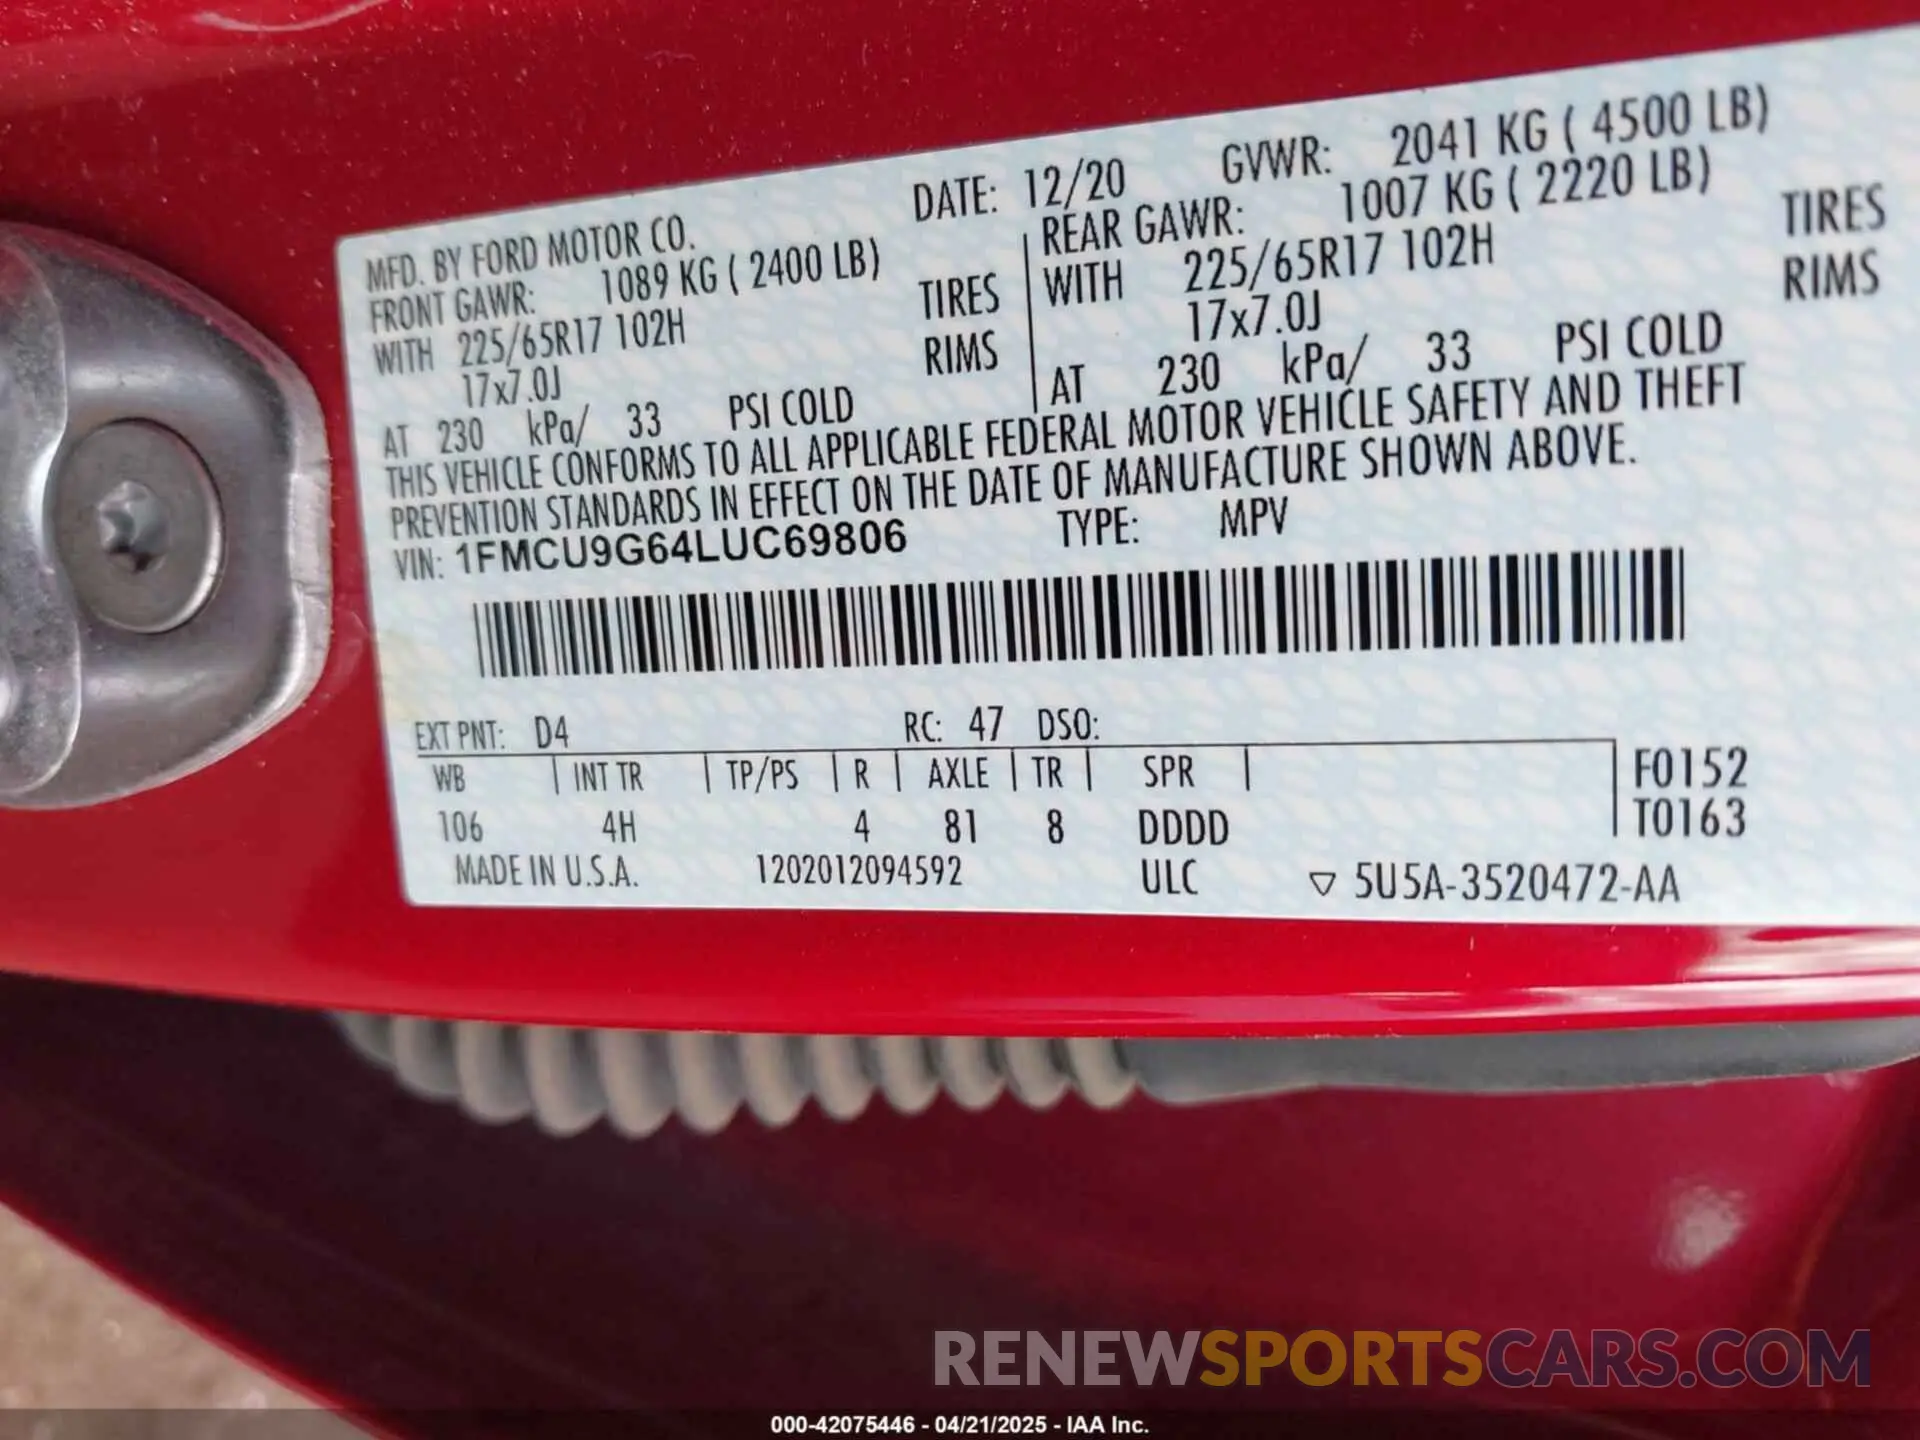 MFD. BY FORD MOTOR CO. DATE: 12/20 GVWR: 2041 KG ( 4500 LB)
FRONT GAWR: 1089 KG ( 2400 LB) REAR GAWR: 1007 KG ( 2220 LB)
WITH 225/65R17 102H TIRES WITH 225/65R17 102H TIRES
17x7.0J RIMS 17x7.0J RIMS
AT 230 kPa/ 33 PSI COLD AT 230 kPa/ 33 PSI COLD
THIS VEHICLE CONFORMS TO ALL APPLICABLE FEDERAL MOTOR VEHICLE SAFETY AND THEFT
PREVENTION STANDARDS IN EFFECT ON THE DATE OF MANUFACTURE SHOWN ABOVE.
VIN: 1FMCU9G64LUC69806 TYPE: MPV
EXT PNT: D4 RC: 47 DSO:
WB | INT TR | TP/PS | R | AXLE | TR | SPR | F0152
106 4H 4 81 8 DDDD T0163
MADE IN U.S.A. 1202012094592 ULC ▽ 5U5A-3520472-AA
RENEWSPORTSCARS.COM
000-42075446 - 04/21/2025 - IAA Inc.